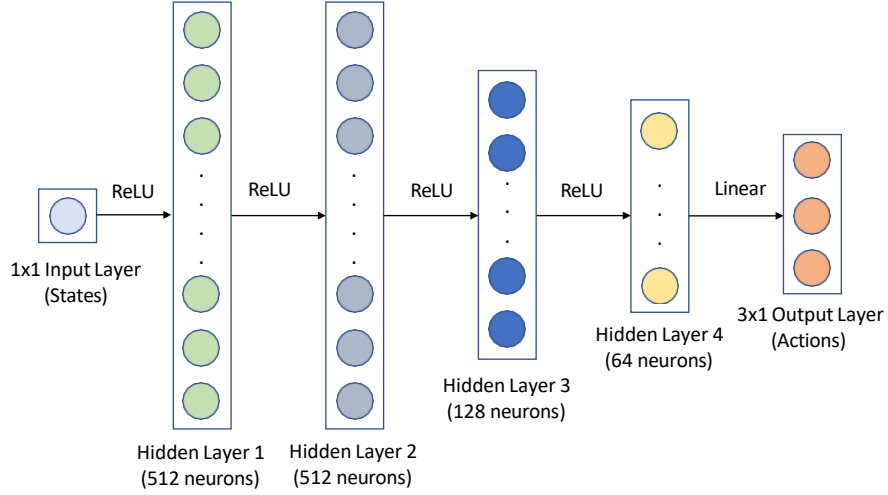 ReLU
ReLU
ReLU
ReLU
Linear
1x1 Input Layer
(States)
Hidden Layer 1
(512 neurons)
Hidden Layer 2
(512 neurons)
Hidden Layer 3
(128 neurons)
Hidden Layer 4
(64 neurons)
3x1 Output Layer
(Actions)